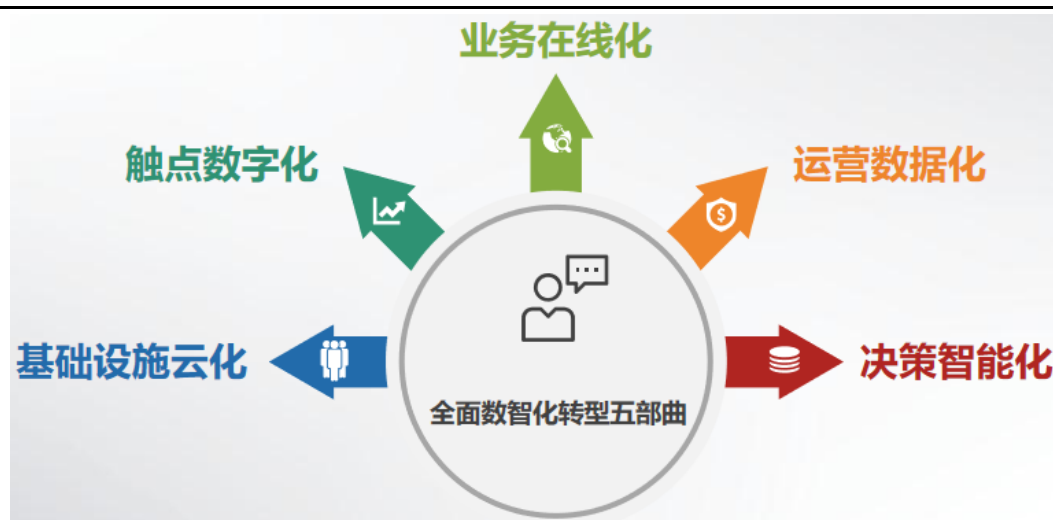 业务在线化
触点数字化
运营数据化
基础设施云化
决策智能化
全面数智化转型五部曲